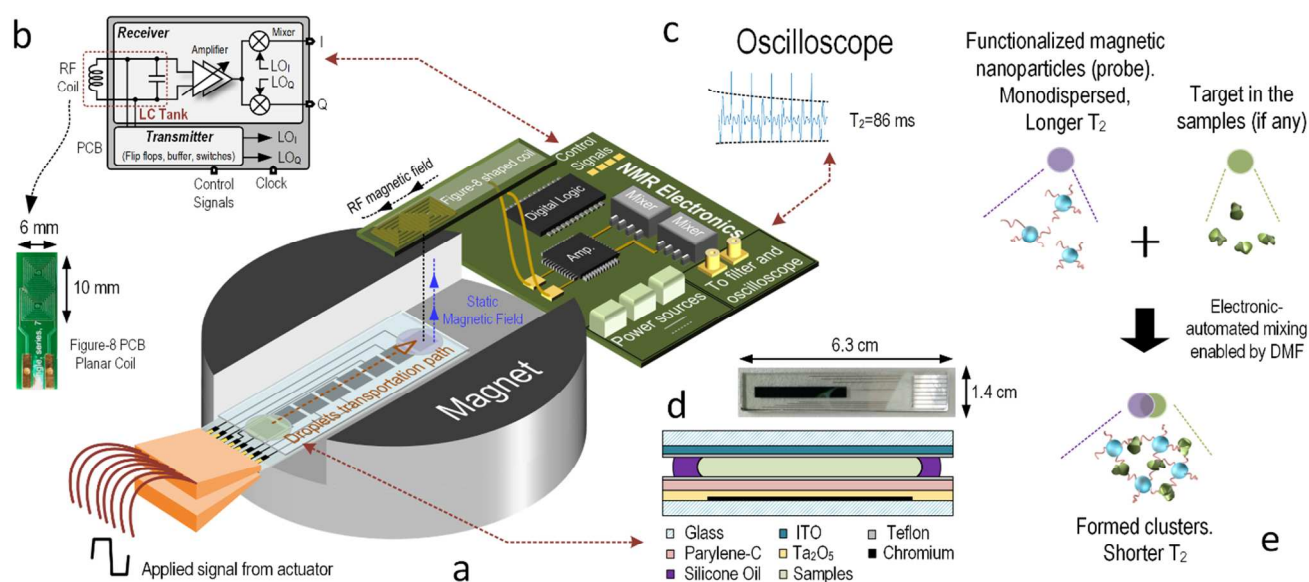 b
Receiver
Amplifier
Mixer
I
RF
Coil
LO_I
LO_Q
Q
LC Tank
Transmitter
(Flip flops, buffer, switches)
LO_I
LO_Q
PCB
Control
Signals
Clock
6 mm
10 mm
Figure-8 PCB
Planar Coil
RF magnetic field
Figure-8 shaped coil
Control
Signals
NMR Electronics
Digital Logic
Mixer
Mixer
Amp.
Power sources
To filter and
oscilloscope
Static
Magnetic Field
Droplets transportation path
Magnet
Applied signal from actuator
a
c
Oscilloscope
T₂=86 ms
6.3 cm
1.4 cm
d
Glass
ITO
Teflon
Parylene-C
Ta₂O₅
Chromium
Silicone Oil
Samples
Functionalized magnetic
nanoparticles (probe).
Monodispersed,
Longer T₂
Target in the
samples (if any)
+
Electronic-
automated mixing
enabled by DMF
Formed clusters.
Shorter T₂
e